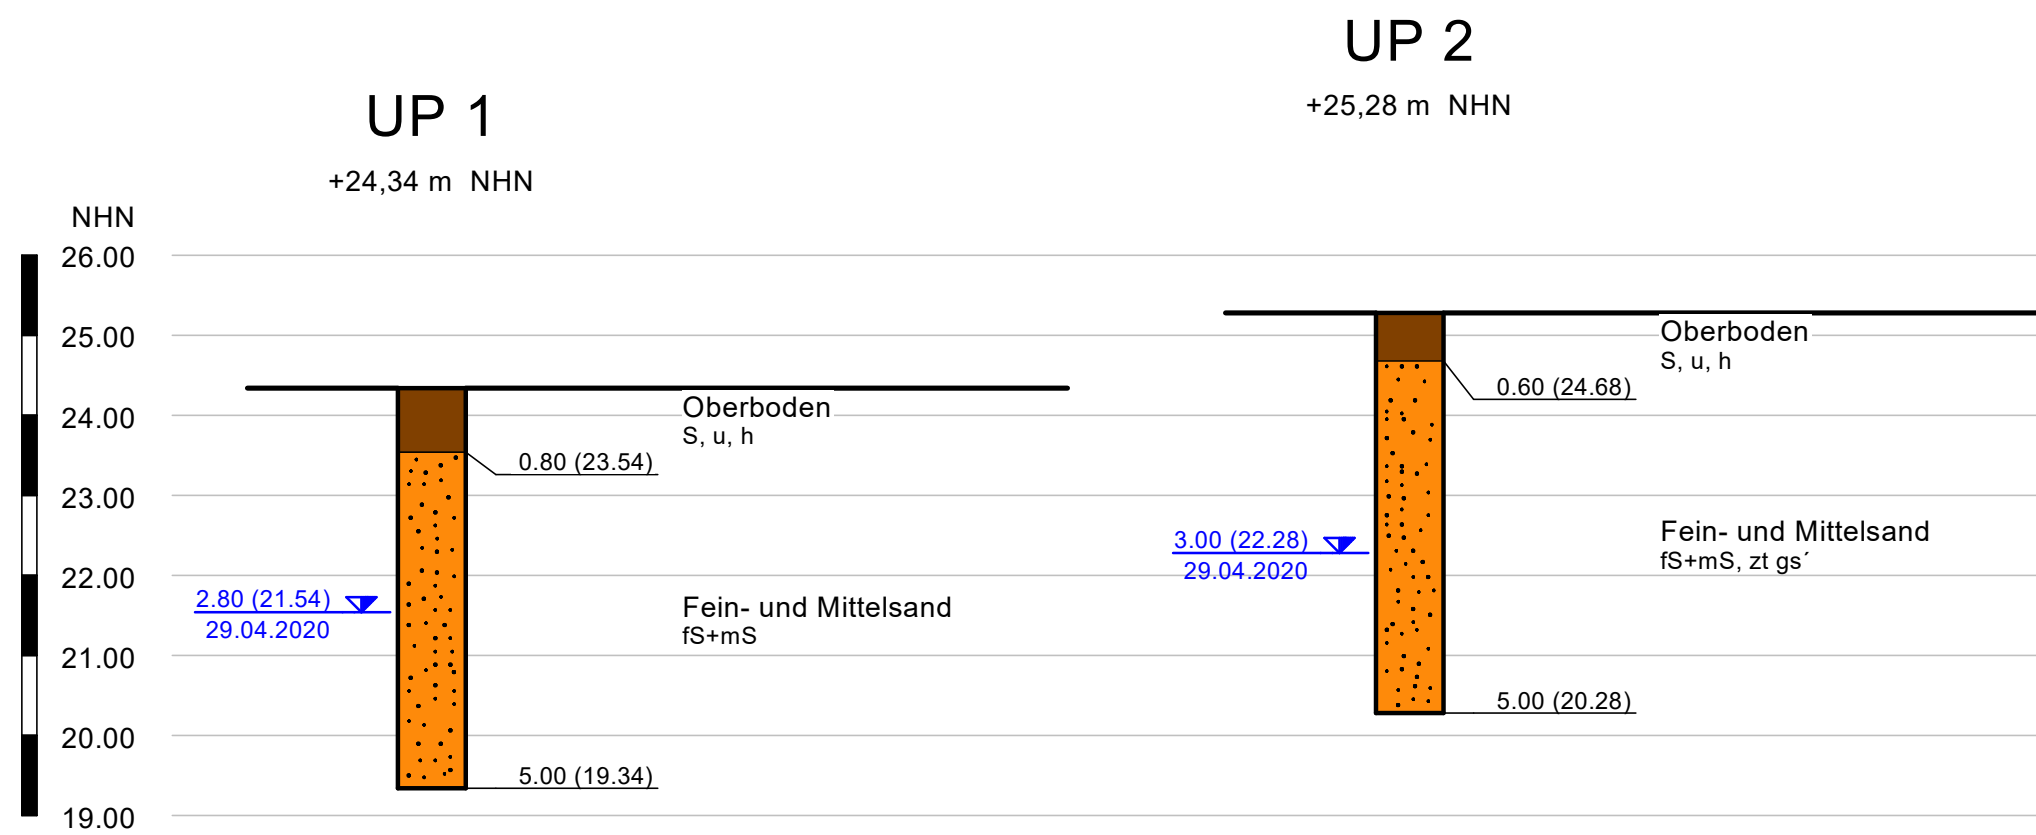 UP 1
+24,34 m  NHN
UP 2
+25,28 m  NHN
NHN
26.00
25.00
24.00
23.00
22.00
21.00
20.00
19.00
Oberboden
S, u, h
0.80 (23.54)
2.80 (21.54)
29.04.2020
Fein- und Mittelsand
fS+mS
5.00 (19.34)
Oberboden
S, u, h
0.60 (24.68)
3.00 (22.28)
29.04.2020
Fein- und Mittelsand
fS+mS, zt gs´
5.00 (20.28)